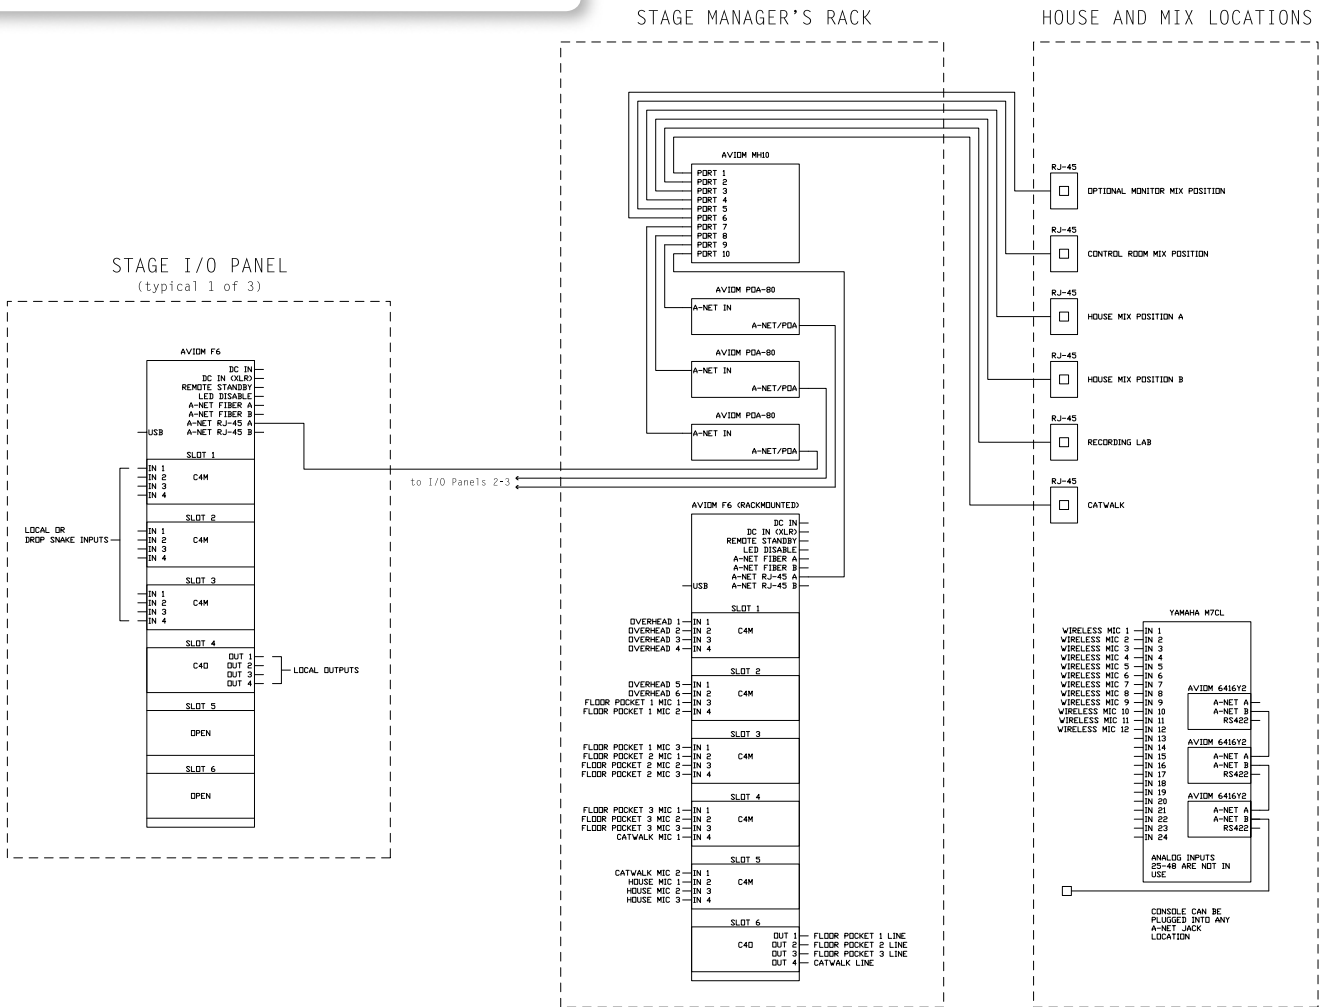 STAGE MANAGER'S RACK
HOUSE AND MIX LOCATIONS
STAGE I/O PANEL
(typical 1 of 3)
AVIOM F6
DC IN
DC IN (XLR)
REMOTE STANDBY
LED DISABLE
A-NET FIBER A
A-NET FIBER B
A-NET RJ-45 A
USB A-NET RJ-45 B
SLOT 1
IN 1
IN 2 C4M
IN 3
IN 4
SLOT 2
IN 1
IN 2 C4M
IN 3
IN 4
LOCAL OR
DROP SNAKE INPUTS
SLOT 3
IN 1
IN 2 C4M
IN 3
IN 4
SLOT 4
OUT 1
C4O OUT 2
OUT 3
OUT 4
LOCAL OUTPUTS
SLOT 5
OPEN
SLOT 6
OPEN
AVIOM MH10
PORT 1
PORT 2
PORT 3
PORT 4
PORT 5
PORT 6
PORT 7
PORT 8
PORT 9
PORT 10
AVIOM POA-80
A-NET IN
A-NET/POA
AVIOM POA-80
A-NET IN
A-NET/POA
AVIOM POA-80
A-NET IN
A-NET/POA
to I/O Panels 2-3
AVIOM F6 (RACKMOUNTED)
DC IN
DC IN (XLR)
REMOTE STANDBY
LED DISABLE
A-NET FIBER A
A-NET FIBER B
A-NET RJ-45 A
USB A-NET RJ-45 B
SLOT 1
OVERHEAD 1 IN 1
OVERHEAD 2 IN 2 C4M
OVERHEAD 3 IN 3
OVERHEAD 4 IN 4
SLOT 2
OVERHEAD 5 IN 1
OVERHEAD 6 IN 2 C4M
FLOOR POCKET 1 MIC 1 IN 3
FLOOR POCKET 1 MIC 2 IN 4
SLOT 3
FLOOR POCKET 1 MIC 3 IN 1
FLOOR POCKET 2 MIC 1 IN 2 C4M
FLOOR POCKET 2 MIC 2 IN 3
FLOOR POCKET 2 MIC 3 IN 4
SLOT 4
FLOOR POCKET 3 MIC 1 IN 1
FLOOR POCKET 3 MIC 2 IN 2 C4M
FLOOR POCKET 3 MIC 3 IN 3
CATWALK MIC 1 IN 4
SLOT 5
CATWALK MIC 2 IN 1
HOUSE MIC 1 IN 2 C4M
HOUSE MIC 2 IN 3
HOUSE MIC 3 IN 4
SLOT 6
OUT 1 FLOOR POCKET 1 LINE
C4O OUT 2 FLOOR POCKET 2 LINE
OUT 3 FLOOR POCKET 3 LINE
OUT 4 CATWALK LINE
RJ-45
OPTIONAL MONITOR MIX POSITION
RJ-45
CONTROL ROOM MIX POSITION
RJ-45
HOUSE MIX POSITION A
RJ-45
HOUSE MIX POSITION B
RJ-45
RECORDING LAB
RJ-45
CATWALK
YAMAHA M7CL
WIRELESS MIC 1 IN 1
WIRELESS MIC 2 IN 2
WIRELESS MIC 3 IN 3
WIRELESS MIC 4 IN 4
WIRELESS MIC 5 IN 5
WIRELESS MIC 6 IN 6
WIRELESS MIC 7 IN 7
WIRELESS MIC 8 IN 8
WIRELESS MIC 9 IN 9
WIRELESS MIC 10 IN 10
WIRELESS MIC 11 IN 11
WIRELESS MIC 12 IN 12
IN 13
IN 14
IN 15
IN 16
IN 17
IN 18
IN 19
IN 20
IN 21
IN 22
IN 23
IN 24
AVIOM 6416Y2
A-NET A
A-NET B
RS422
AVIOM 6416Y2
A-NET A
A-NET B
RS422
AVIOM 6416Y2
A-NET A
A-NET B
RS422
ANALOG INPUTS
25-48 ARE NOT IN
USE
CONSOLE CAN BE
PLUGGED INTO ANY
A-NET JACK
LOCATION